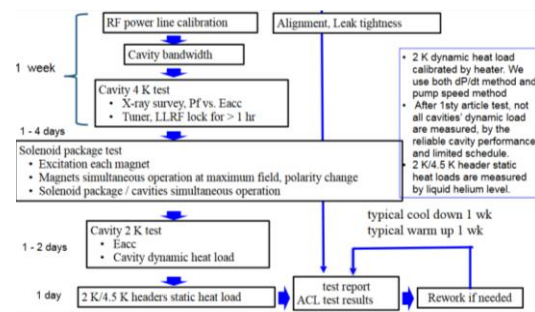 RF power line calibration
Alignment, Leak tightness
Cavity bandwidth
1 week
Cavity 4 K test
• X-ray survey, Pf vs. Eacc
• Tuner, LLRF lock for > 1 hr
• 2 K dynamic heat load
calibrated by heater. We
use both dP/dt method and
pump speed method
• After 1sty article test, not
all cavities' dynamic load
are measured, by the
reliable cavity performance
and limited schedule.
• 2 K/4.5 K header static
heat loads are measured
by liquid helium level.
1 - 4 days
Solenoid package test
• Excitation each magnet
• Magnets simultaneous operation at maximum field, polarity change
• Solenoid package / cavities simultaneous operation
typical cool down 1 wk
typical warm up 1 wk
1 - 2 days
Cavity 2 K test
• Eacc
• Cavity dynamic heat load
1 day
2 K/4.5 K headers static heat load
test report
ACL test results
Rework if needed